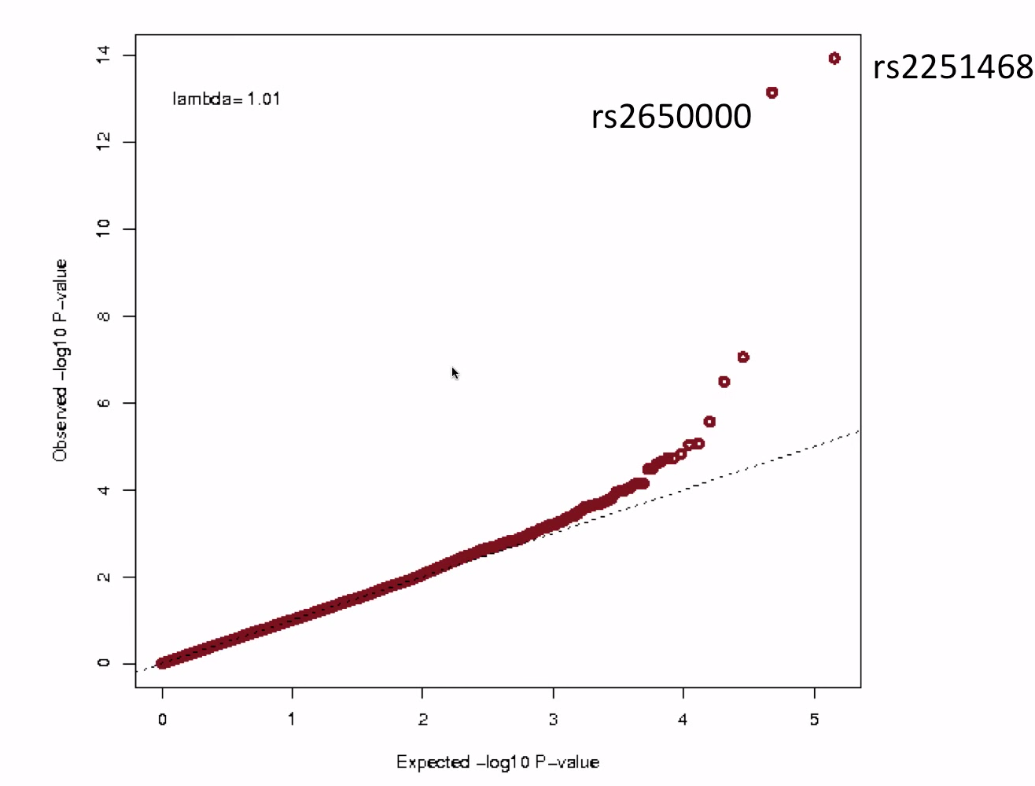 14
12
10
8
6
4
2
0
lambda= 1.01
rs2251468
rs2650000
Observed –log10 P–value
0 1 2 3 4 5
Expected –log10 P–value